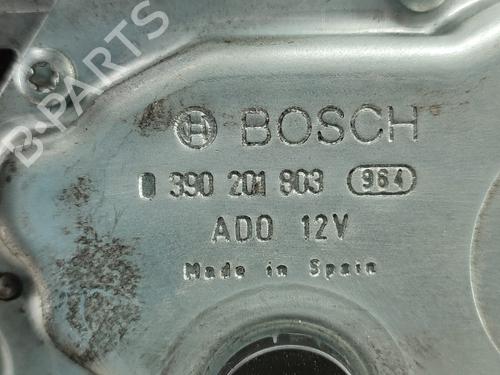 B-PARTS
BOSCH
0 390 201 803 964
ADO 12V
Made in Spain